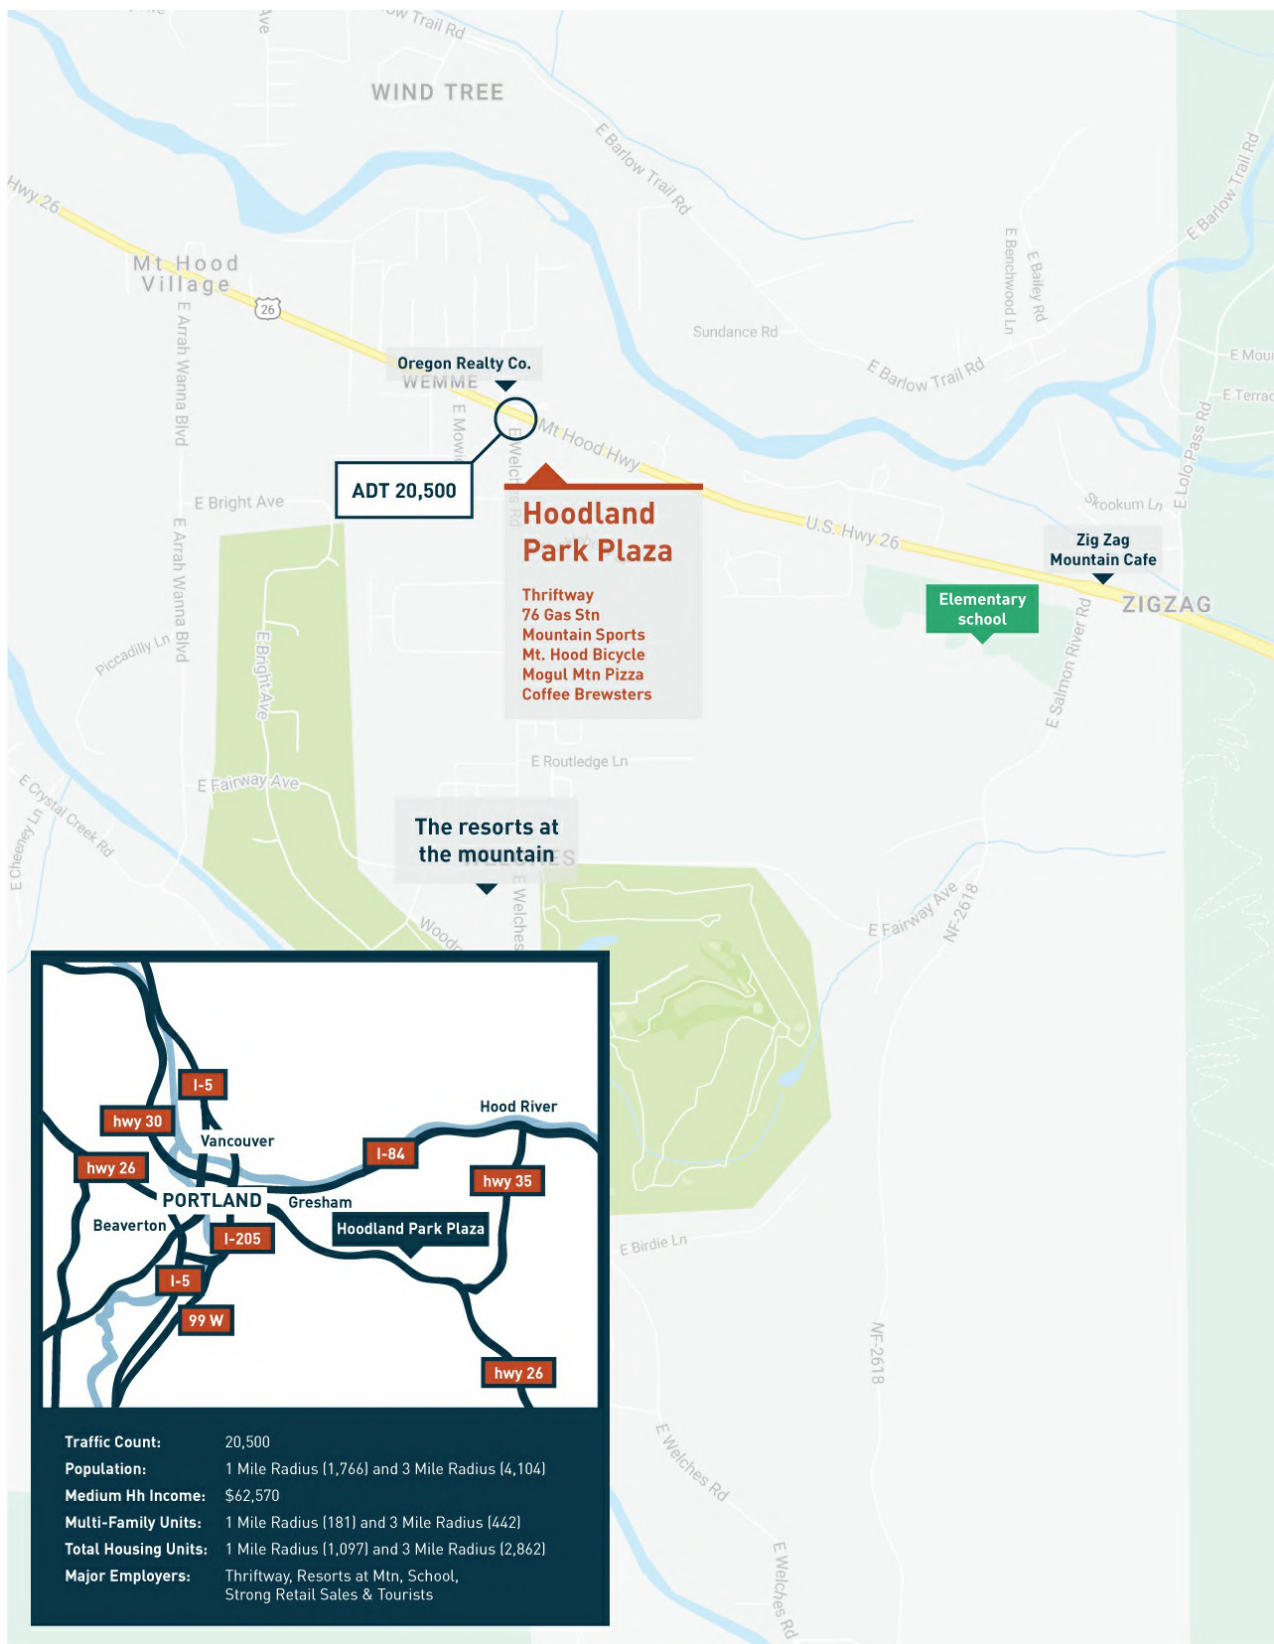 Ave
Trail Rd
WIND TREE
E Barlow Trail Rd
E Barlow Trail Rd
Hwy 26
Mt Hood
Village
26
E Arrah Wanna Blvd
E Benchwood Ln
E Bailey Rd
Sundance Rd
E Barlow Trail Rd
E Mour
E Terrac
Oregon Realty Co.
WEMME
E Welches Rd
Mt Hood Hwy
ADT 20,500
E Bright Ave
E Lolo Pass Rd
Skookum Ln
U.S. Hwy 26
Hoodland
Park Plaza
Thriftway
76 Gas Stn
Mountain Sports
Mt. Hood Bicycle
Mogul Mtn Pizza
Coffee Brewsters
Zig Zag
Mountain Cafe
Elementary
school
ZIGZAG
E Arrah Wanna Blvd
E Bright Ave
Piccadilly Ln
E Salmon River Rd
E Routledge Ln
E Fairway Ave
E Crystal Creek Rd
E Cheeney Ln
The resorts at
the mountain
E Welches
E Fairway Ave
NF-2618
I-5
hwy 30
Vancouver
Hood River
I-84
hwy 26
hwy 35
PORTLAND
Gresham
Beaverton
I-205
Hoodland Park Plaza
I-5
99 W
hwy 26
E Birdie Ln
NF-2618
E Welches Rd
E Welches Rd
Traffic Count: 20,500
Population: 1 Mile Radius (1,766) and 3 Mile Radius (4,104)
Medium Hh Income: $62,570
Multi-Family Units: 1 Mile Radius (181) and 3 Mile Radius (442)
Total Housing Units: 1 Mile Radius (1,097) and 3 Mile Radius (2,862)
Major Employers: Thriftway, Resorts at Mtn, School,
Strong Retail Sales & Tourists